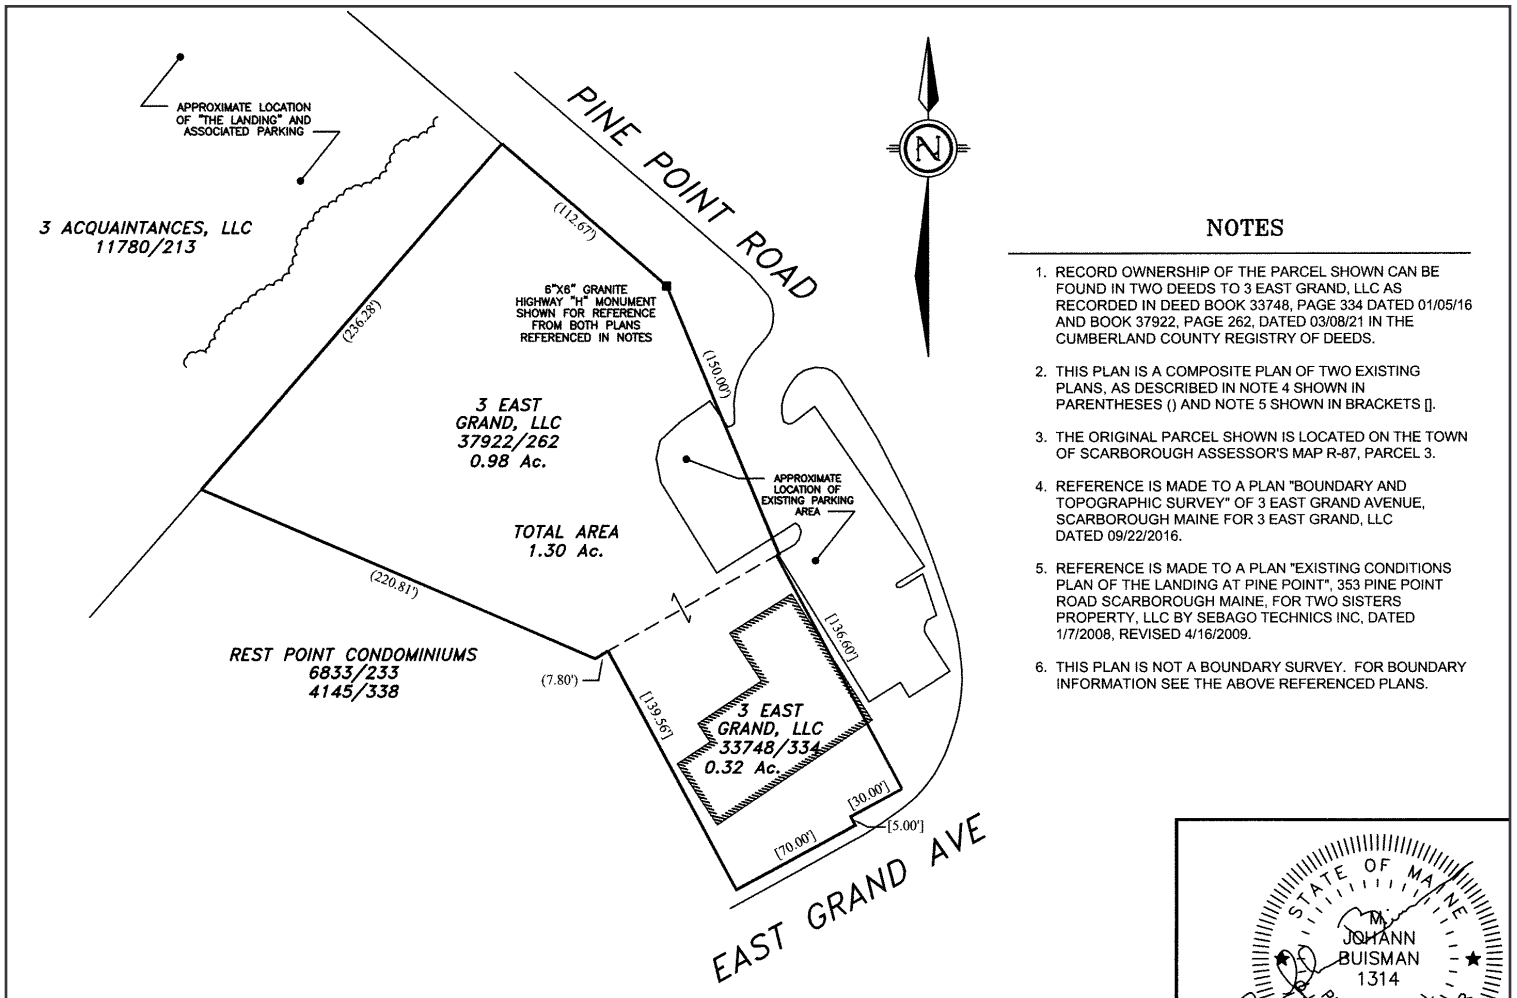 APPROXIMATE LOCATION
OF "THE LANDING" AND
ASSOCIATED PARKING
3 ACQUAINTANCES, LLC
11780/213
PINE POINT ROAD
N
(112.67')
(236.28')
6"X6" GRANITE
HIGHWAY "H" MONUMENT
SHOWN FOR REFERENCE
FROM BOTH PLANS
REFERENCED IN NOTES
(150.00')
3 EAST
GRAND, LLC
37922/262
0.98 Ac.
APPROXIMATE
LOCATION OF
EXISTING PARKING
AREA
TOTAL AREA
1.30 Ac.
(220.81')
REST POINT CONDOMINIUMS
6833/233
4145/338
(7.80')
[136.60']
[139.56']
3 EAST
GRAND, LLC
33748/334
0.32 Ac.
[30.00']
[5.00']
[70.00']
EAST GRAND AVE
NOTES
1. RECORD OWNERSHIP OF THE PARCEL SHOWN CAN BE
FOUND IN TWO DEEDS TO 3 EAST GRAND, LLC AS
RECORDED IN DEED BOOK 33748, PAGE 334 DATED 01/05/16
AND BOOK 37922, PAGE 262, DATED 03/08/21 IN THE
CUMBERLAND COUNTY REGISTRY OF DEEDS.
2. THIS PLAN IS A COMPOSITE PLAN OF TWO EXISTING
PLANS, AS DESCRIBED IN NOTE 4 SHOWN IN
PARENTHESES () AND NOTE 5 SHOWN IN BRACKETS [].
3. THE ORIGINAL PARCEL SHOWN IS LOCATED ON THE TOWN
OF SCARBOROUGH ASSESSOR'S MAP R-87, PARCEL 3.
4. REFERENCE IS MADE TO A PLAN "BOUNDARY AND
TOPOGRAPHIC SURVEY" OF 3 EAST GRAND AVENUE,
SCARBOROUGH MAINE FOR 3 EAST GRAND, LLC
DATED 09/22/2016.
5. REFERENCE IS MADE TO A PLAN "EXISTING CONDITIONS
PLAN OF THE LANDING AT PINE POINT", 353 PINE POINT
ROAD SCARBOROUGH MAINE, FOR TWO SISTERS
PROPERTY, LLC BY SEBAGO TECHNICS INC, DATED
1/7/2008, REVISED 4/16/2009.
6. THIS PLAN IS NOT A BOUNDARY SURVEY. FOR BOUNDARY
INFORMATION SEE THE ABOVE REFERENCED PLANS.
STATE OF MAINE
M.
JOHANN
BUISMAN
1314